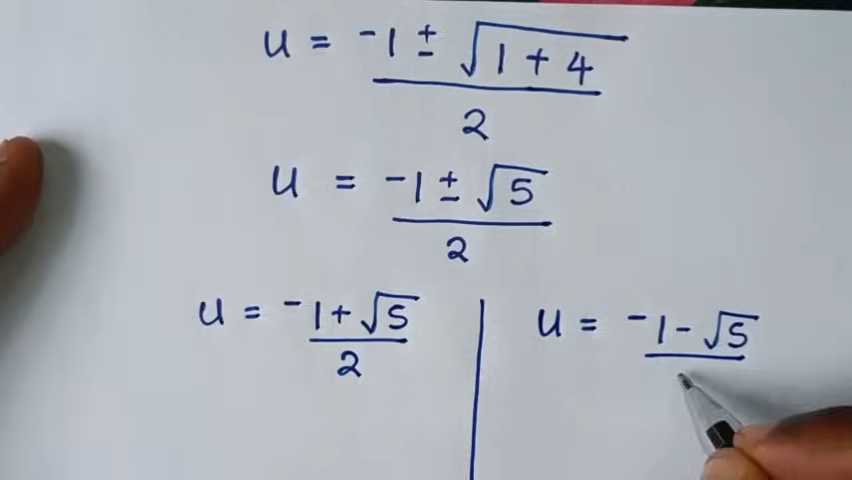 u = -1 ± √1 + 4
2
u = -1 ± √5
2
u = -1 + √5
2
u = -1 - √5